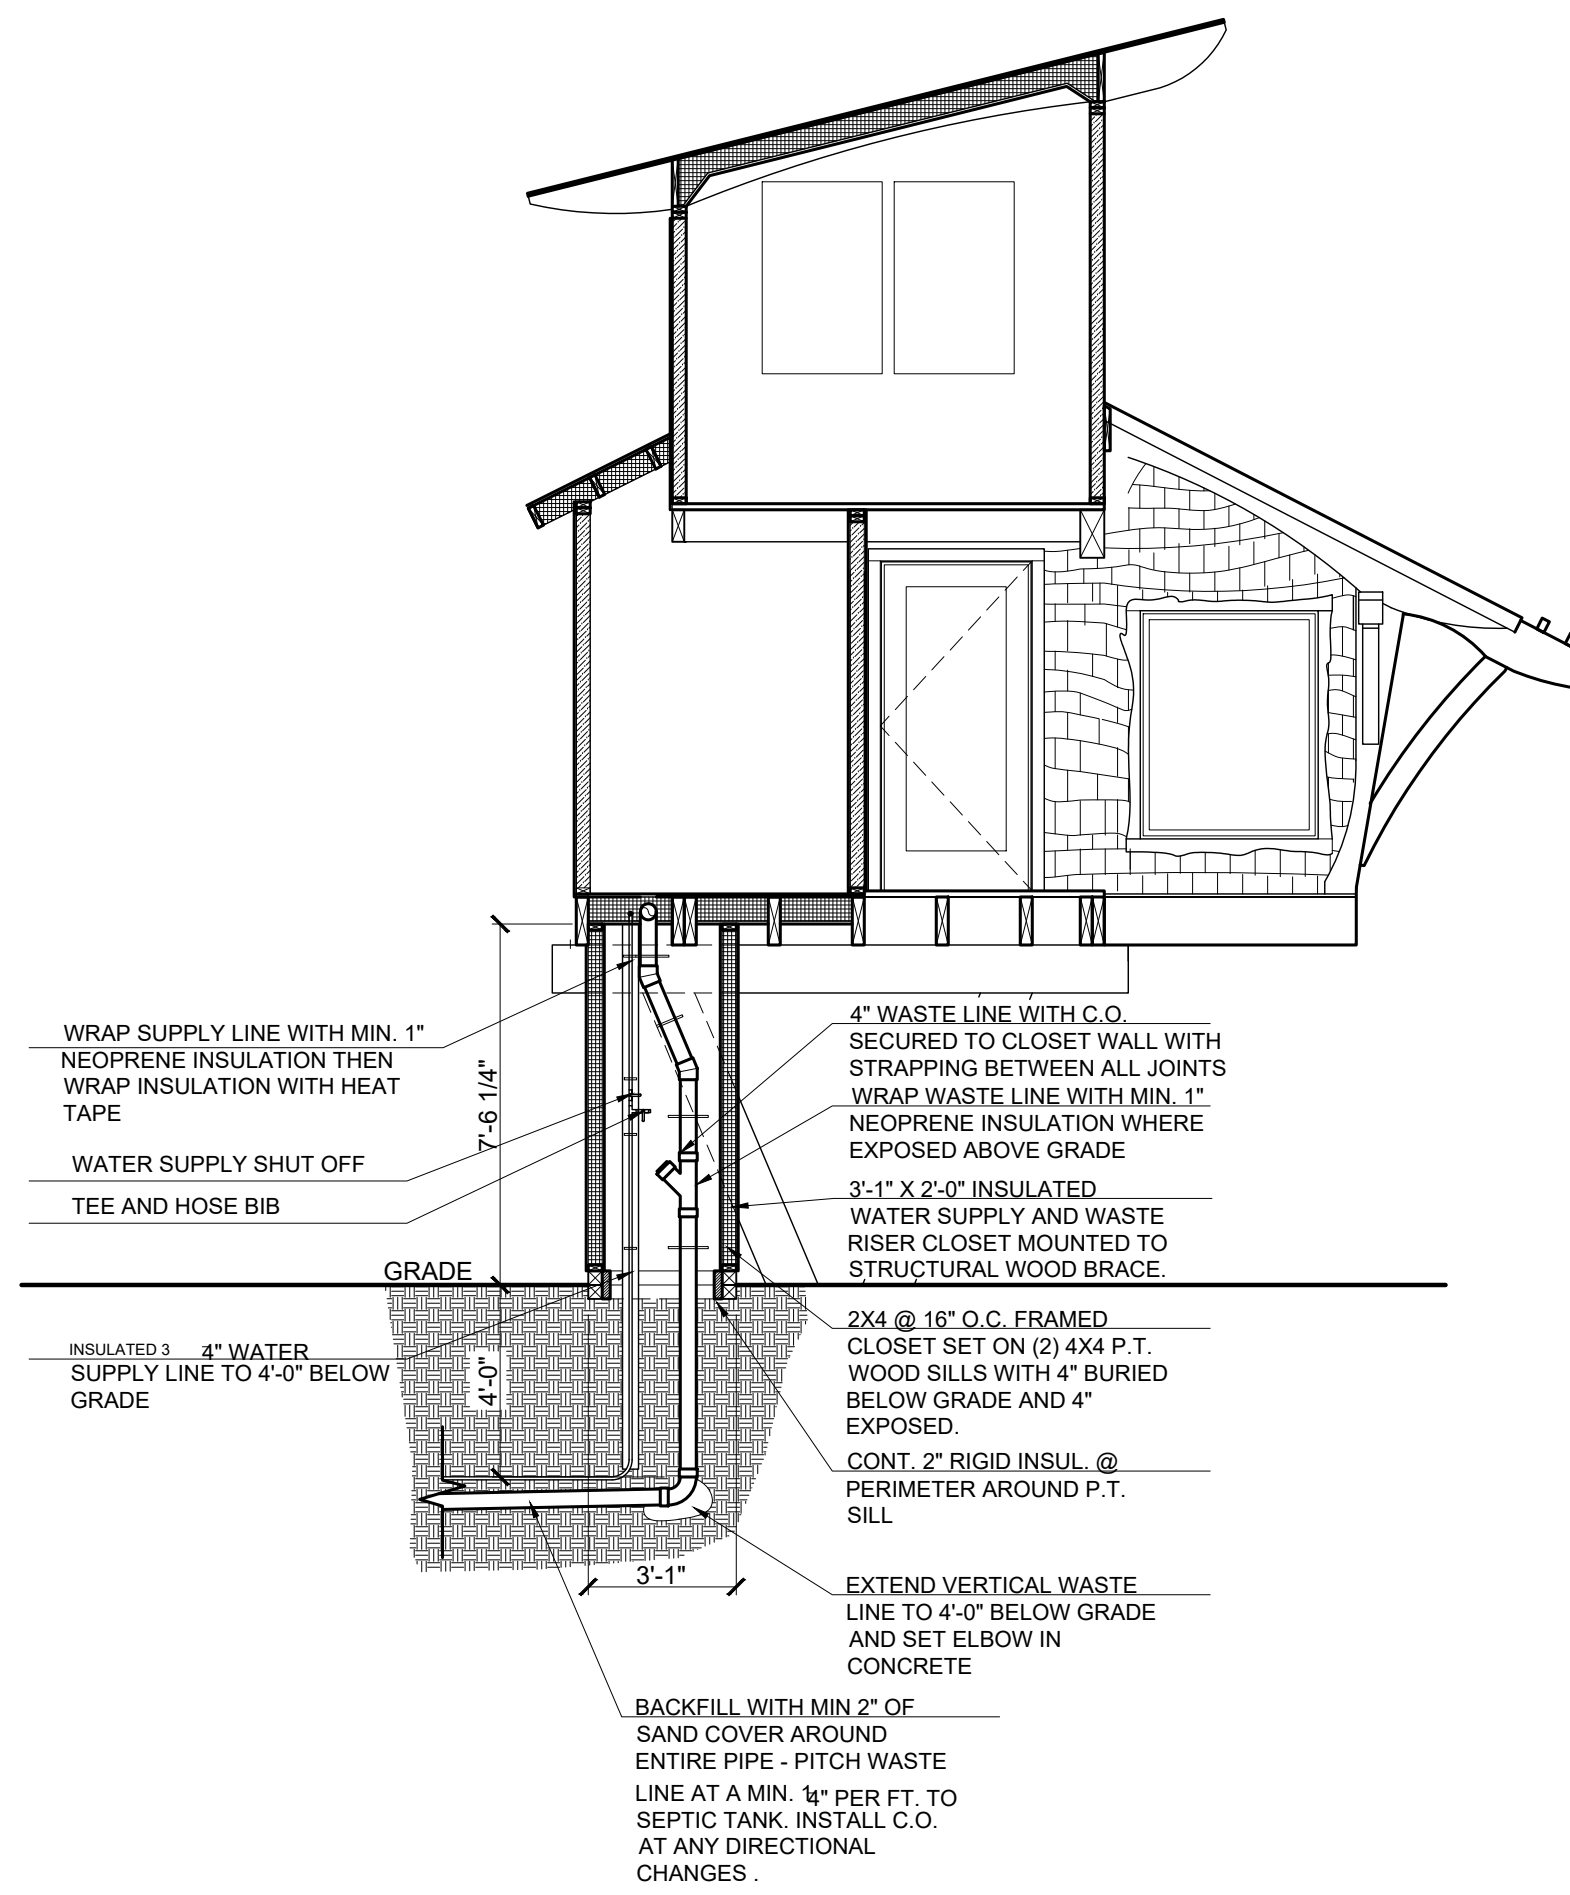 WRAP SUPPLY LINE WITH MIN. 1"
NEOPRENE INSULATION THEN
WRAP INSULATION WITH HEAT
TAPE
WATER SUPPLY SHUT OFF
TEE AND HOSE BIB
7'-6 1/4"
GRADE
INSULATED 3 4" WATER
SUPPLY LINE TO 4'-0" BELOW
GRADE
4'-0"
3'-1"
4" WASTE LINE WITH C.O.
SECURED TO CLOSET WALL WITH
STRAPPING BETWEEN ALL JOINTS
WRAP WASTE LINE WITH MIN. 1"
NEOPRENE INSULATION WHERE
EXPOSED ABOVE GRADE
3'-1" X 2'-0" INSULATED
WATER SUPPLY AND WASTE
RISER CLOSET MOUNTED TO
STRUCTURAL WOOD BRACE.
2X4 @ 16" O.C. FRAMED
CLOSET SET ON (2) 4X4 P.T.
WOOD SILLS WITH 4" BURIED
BELOW GRADE AND 4"
EXPOSED.
CONT. 2" RIGID INSUL. @
PERIMETER AROUND P.T.
SILL
EXTEND VERTICAL WASTE
LINE TO 4'-0" BELOW GRADE
AND SET ELBOW IN
CONCRETE
BACKFILL WITH MIN 2" OF
SAND COVER AROUND
ENTIRE PIPE - PITCH WASTE
LINE AT A MIN. 1 4" PER FT. TO
SEPTIC TANK. INSTALL C.O.
AT ANY DIRECTIONAL
CHANGES .